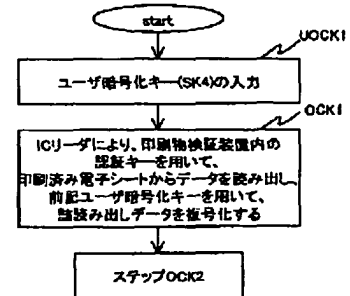 start
UOCK1
ユーザ暗号化キー(SK4)の入力
OCK1
ICリーダにより、印刷物検証装置内の
認証キーを用いて、
印刷済み電子シートからデータを読み出し、
前記ユーザ暗号化キーを用いて、
該読み出しデータを復号化する
ステップOCK2